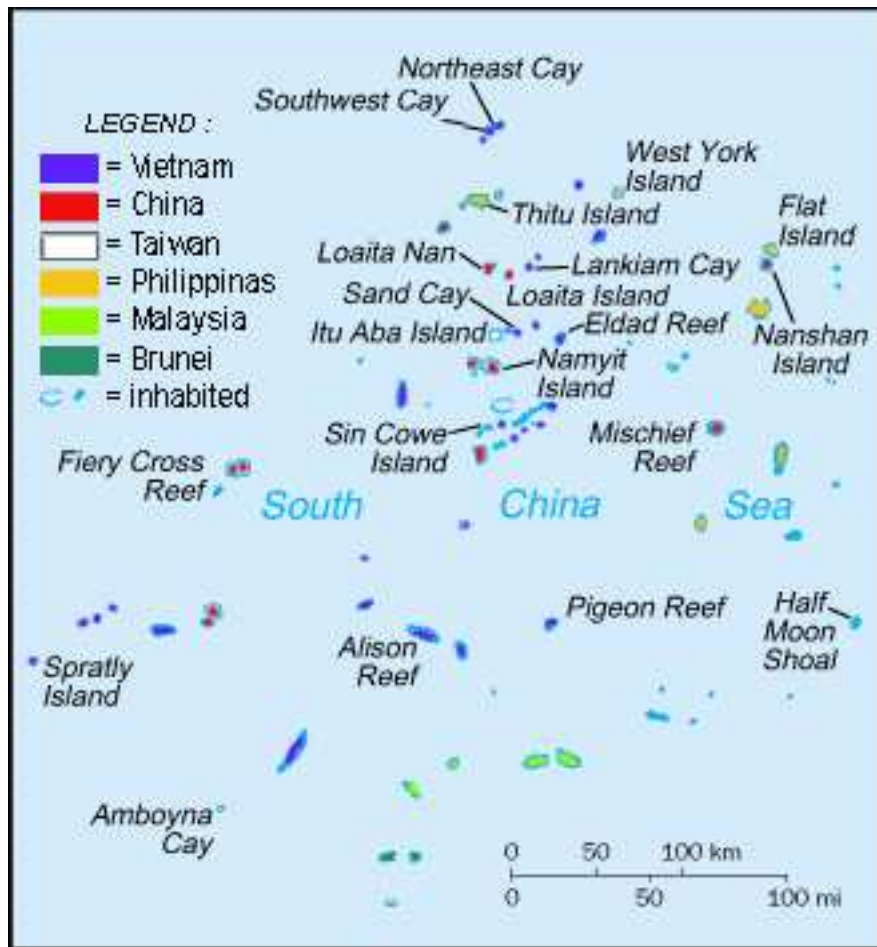 Northeast Cay
Southwest Cay
LEGEND :
= Vietnam
= China
= Taiwan
= Philippinas
= Malaysia
= Brunei
= inhabited
West York
Island
Thitu Island
Flat
Island
Loaita Nan
Lankiam Cay
Sand Cay
Loaita Island
Itu Aba Island
Eldad Reef
Nanshan
Island
Namyit
Island
Sin Cowe
Island
Mischief
Reef
Fiery Cross
Reef
South China Sea
Pigeon Reef
Half
Moon
Shoal
Spratly
Island
Alison
Reef
Amboyna
Cay
0 50 100 km
0 50 100 mi